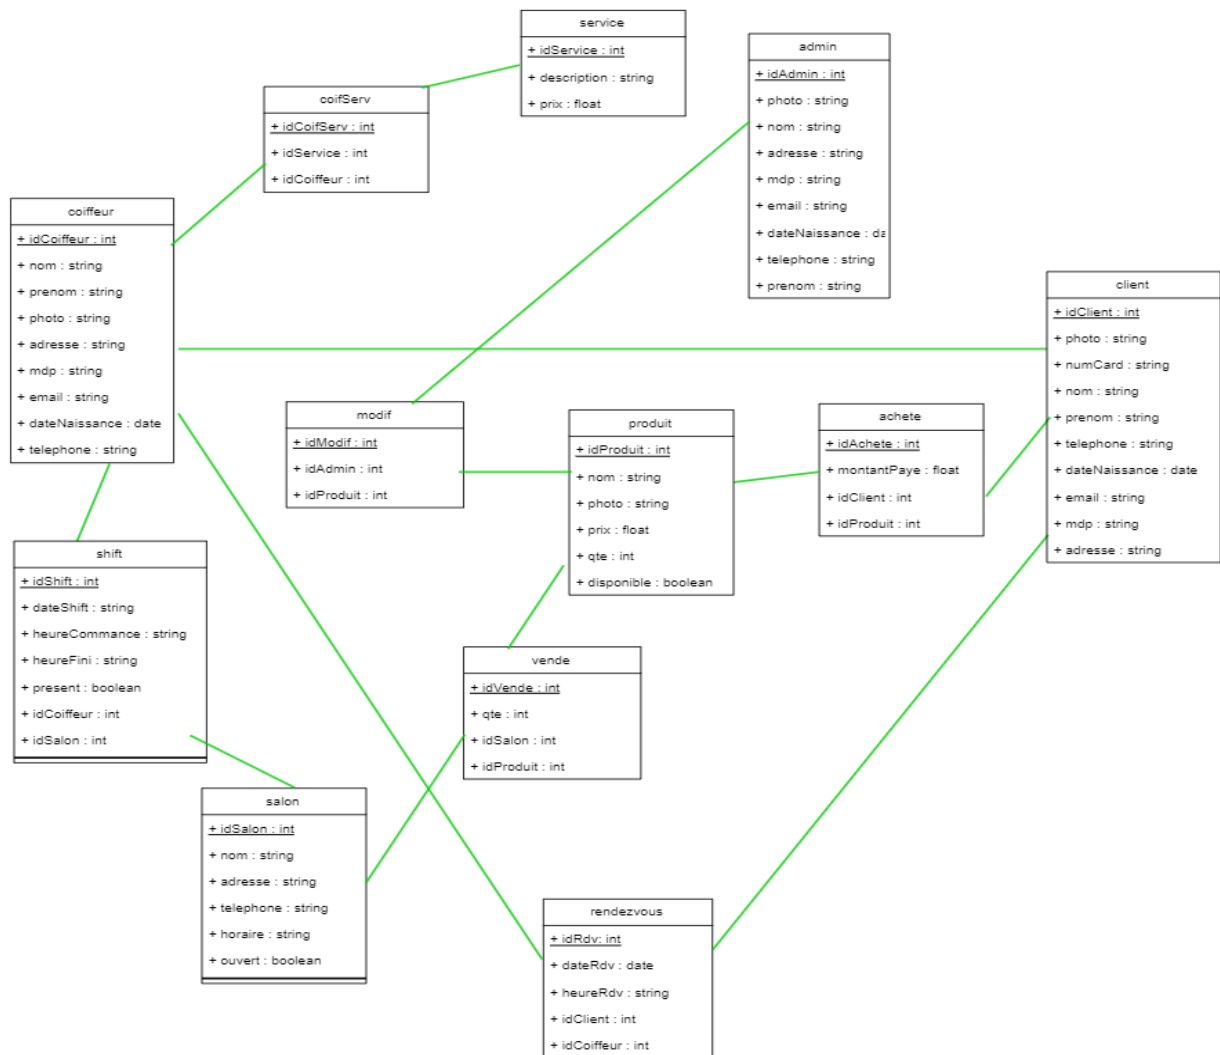 service
+ idService : int
+ description : string
+ prix : float
admin
+ idAdmin : int
+ photo : string
+ nom : string
+ adresse : string
+ mdp : string
+ email : string
+ dateNaissance : da
+ telephone : string
+ prenom : string
coifServ
+ idCoifServ : int
+ idService : int
+ idCoiffeur : int
coiffeur
+ idCoiffeur : int
+ nom : string
+ prenom : string
+ photo : string
+ adresse : string
+ mdp : string
+ email : string
+ dateNaissance : date
+ telephone : string
client
+ idClient : int
+ photo : string
+ numCard : string
+ nom : string
+ prenom : string
+ telephone : string
+ dateNaissance : date
+ email : string
+ mdp : string
+ adresse : string
modif
+ idModif : int
+ idAdmin : int
+ idProduit : int
produit
+ idProduit : int
+ nom : string
+ photo : string
+ prix : float
+ qte : int
+ disponible : boolean
achete
+ idAchete : int
+ montantPaye : float
+ idClient : int
+ idProduit : int
shift
+ idShift : int
+ dateShift : string
+ heureCommance : string
+ heureFini : string
+ present : boolean
+ idCoiffeur : int
+ idSalon : int
vende
+ idVende : int
+ qte : int
+ idSalon : int
+ idProduit : int
salon
+ idSalon : int
+ nom : string
+ adresse : string
+ telephone : string
+ horaire : string
+ ouvert : boolean
rendezvous
+ idRdv: int
+ dateRdv : date
+ heureRdv : string
+ idClient : int
+ idCoiffeur : int